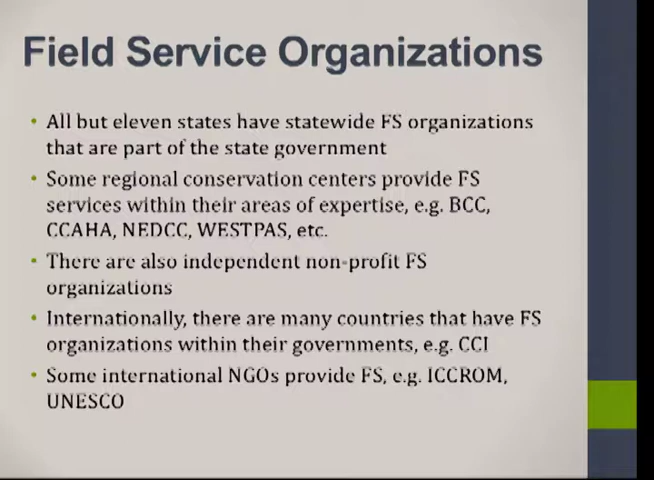 Field Service Organizations
• All but eleven states have statewide FS organizations
that are part of the state government
• Some regional conservation centers provide FS
services within their areas of expertise, e.g. BCC,
CCAHA, NEDCC, WESTPAS, etc.
• There are also independent non-profit FS
organizations
• Internationally, there are many countries that have FS
organizations within their governments, e.g. CCI
• Some international NGOs provide FS, e.g. ICCROM,
UNESCO